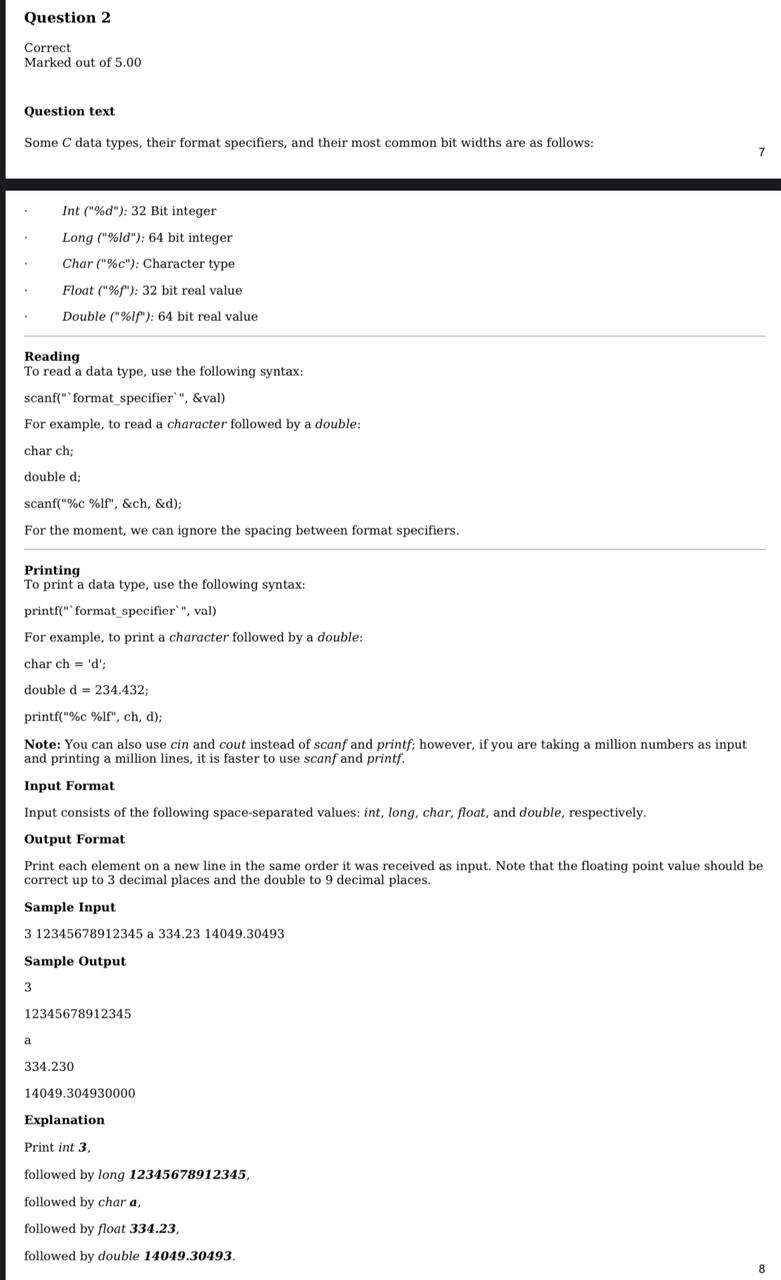 Question 2
Correct
Marked out of 5.00
Question text
Some C data types, their format specifiers, and their most common bit widths are as follows:
7
· Int ("%d"): 32 Bit integer
· Long ("%ld"): 64 bit integer
· Char ("%c"): Character type
· Float ("%f"): 32 bit real value
· Double ("%lf"): 64 bit real value
Reading
To read a data type, use the following syntax:
scanf("`format_specifier`", &val)
For example, to read a character followed by a double:
char ch;
double d;
scanf("%c %lf", &ch, &d);
For the moment, we can ignore the spacing between format specifiers.
Printing
To print a data type, use the following syntax:
printf("`format_specifier`", val)
For example, to print a character followed by a double:
char ch = 'd';
double d = 234.432;
printf("%c %lf", ch, d);
Note: You can also use cin and cout instead of scanf and printf; however, if you are taking a million numbers as input
and printing a million lines, it is faster to use scanf and printf.
Input Format
Input consists of the following space-separated values: int, long, char, float, and double, respectively.
Output Format
Print each element on a new line in the same order it was received as input. Note that the floating point value should be
correct up to 3 decimal places and the double to 9 decimal places.
Sample Input
3 12345678912345 a 334.23 14049.30493
Sample Output
3
12345678912345
a
334.230
14049.304930000
Explanation
Print int 3,
followed by long 12345678912345,
followed by char a,
followed by float 334.23,
followed by double 14049.30493.
8